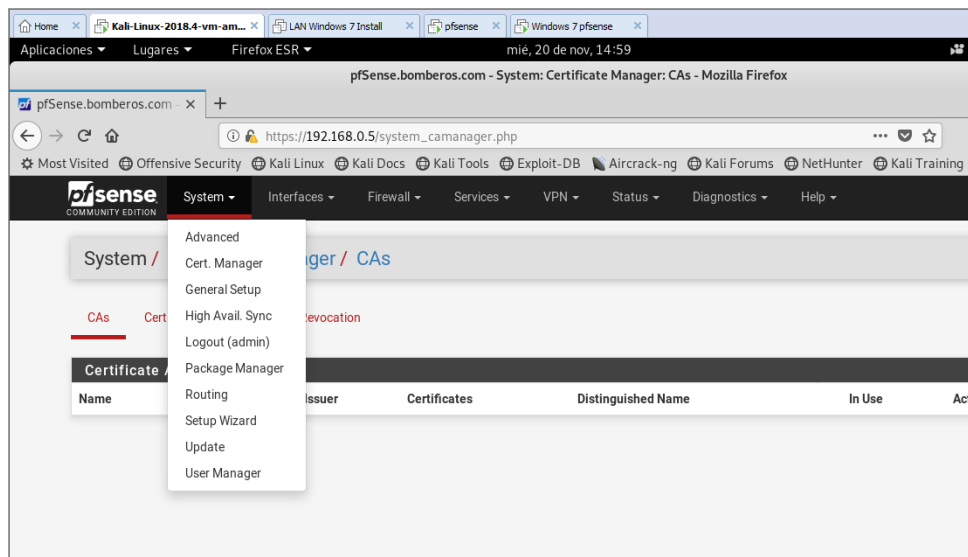 Home Kali-Linux-2018.4-vm-am... LAN Windows 7 Install pfsense Windows 7 pfsense
Aplicaciones Lugares Firefox ESR mié, 20 de nov, 14:59
pfSense.bomberos.com - System: Certificate Manager: CAs - Mozilla Firefox
pfSense.bomberos.com -
https://192.168.0.5/system_camanager.php
Most Visited Offensive Security Kali Linux Kali Docs Kali Tools Exploit-DB Aircrack-ng Kali Forums NetHunter Kali Training
pfsense System Interfaces Firewall Services VPN Status Diagnostics Help
COMMUNITY EDITION
System / ger / CAs
CAs Cert evocation
Certificate
Name Issuer Certificates Distinguished Name In Use Act
Advanced
Cert. Manager
General Setup
High Avail. Sync
Logout (admin)
Package Manager
Routing
Setup Wizard
Update
User Manager